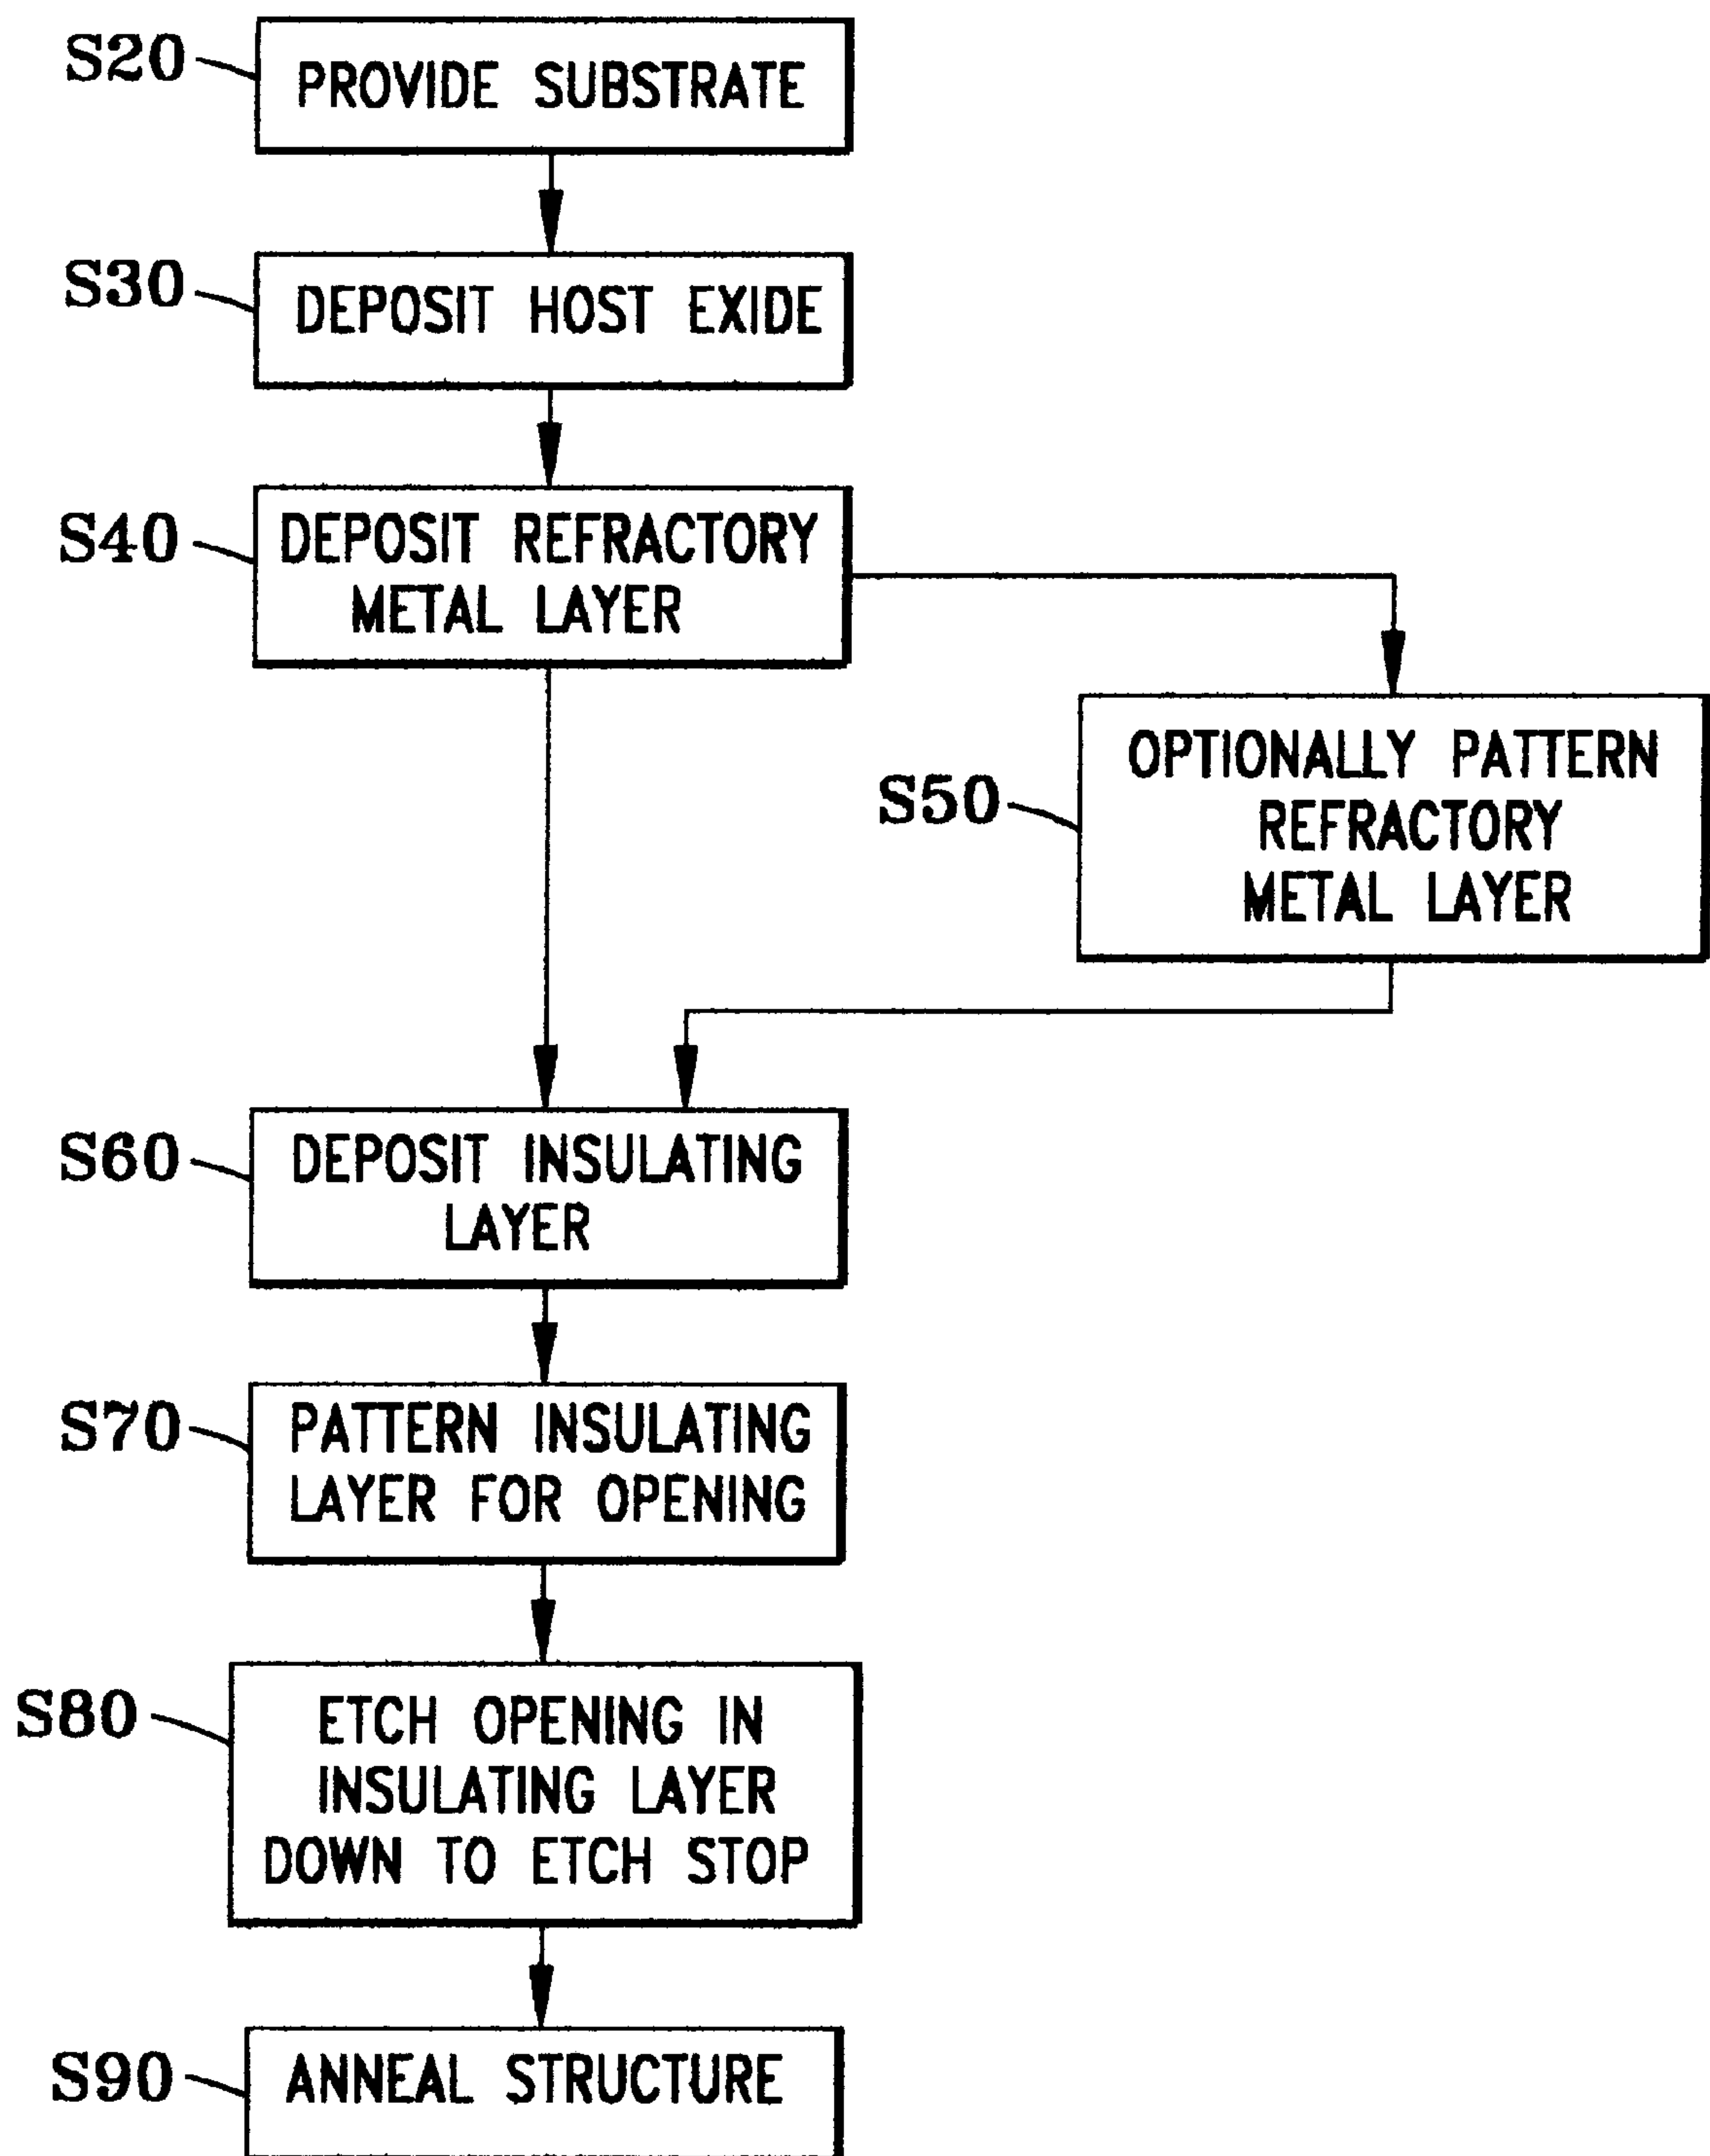 S20
PROVIDE SUBSTRATE
S30
DEPOSIT HOST EXIDE
S40
DEPOSIT REFRACTORY
METAL LAYER
S50
OPTIONALLY PATTERN
REFRACTORY
METAL LAYER
S60
DEPOSIT INSULATING
LAYER
S70
PATTERN INSULATING
LAYER FOR OPENING
S80
ETCH OPENING IN
INSULATING LAYER
DOWN TO ETCH STOP
S90
ANNEAL STRUCTURE